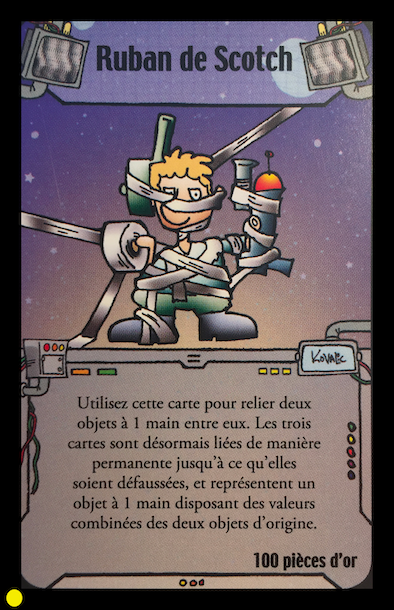 Ruban de Scotch
KOVALIC
Utilisez cette carte pour relier deux
objets à 1 main entre eux. Les trois
cartes sont désormais liées de manière
permanente jusqu'à ce qu'elles
soient défaussées, et représentent un
objet à 1 main disposant des valeurs
combinées des deux objets d'origine.
100 pièces d'or